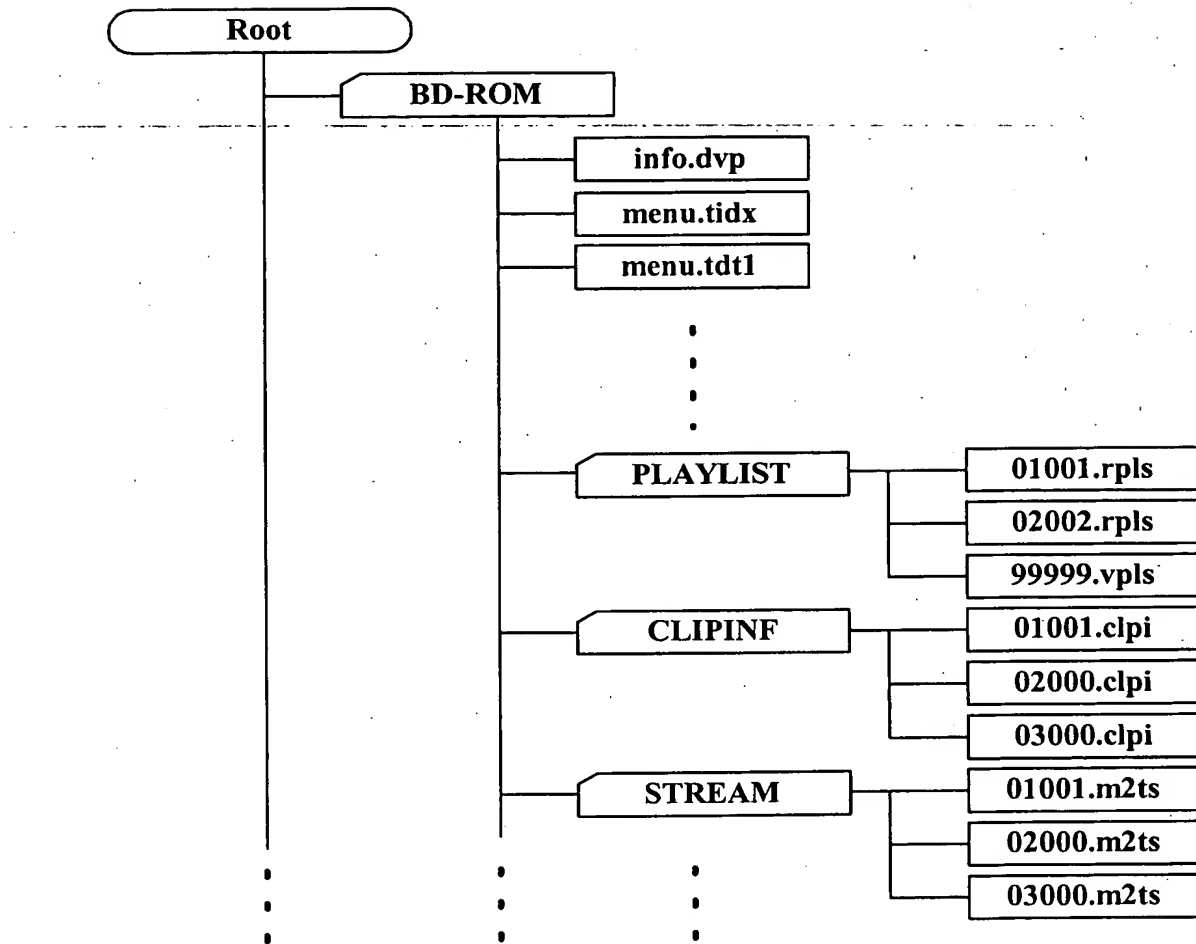 Root
BD-ROM
info.dvp
menu.tidx
menu.tdt1
PLAYLIST
01001.rpls
02002.rpls
99999.vpls
CLIPINF
01001.clpi
02000.clpi
03000.clpi
STREAM
01001.m2ts
02000.m2ts
03000.m2ts